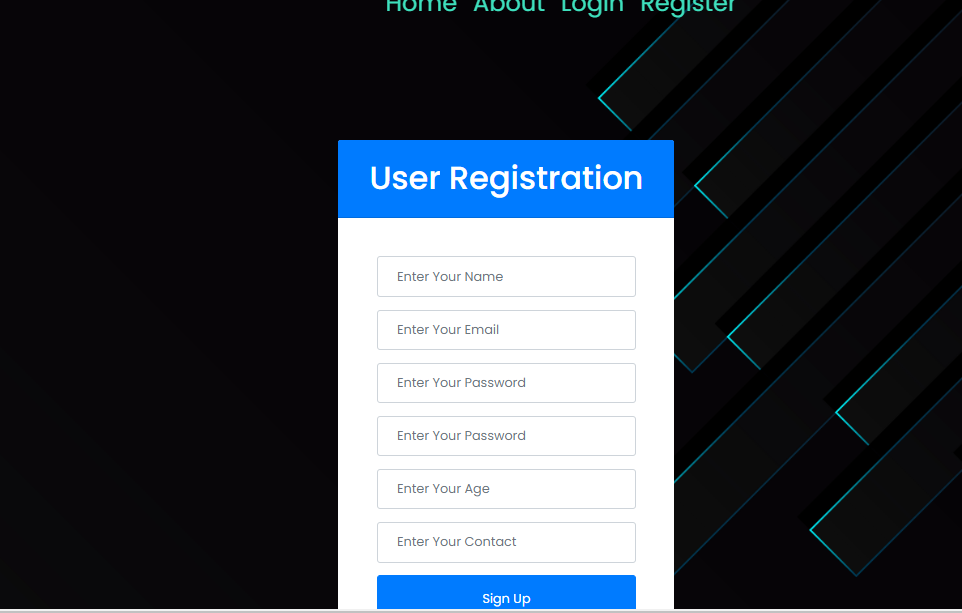 Home About Login Register
User Registration
Enter Your Name
Enter Your Email
Enter Your Password
Enter Your Password
Enter Your Age
Enter Your Contact
Sign Up